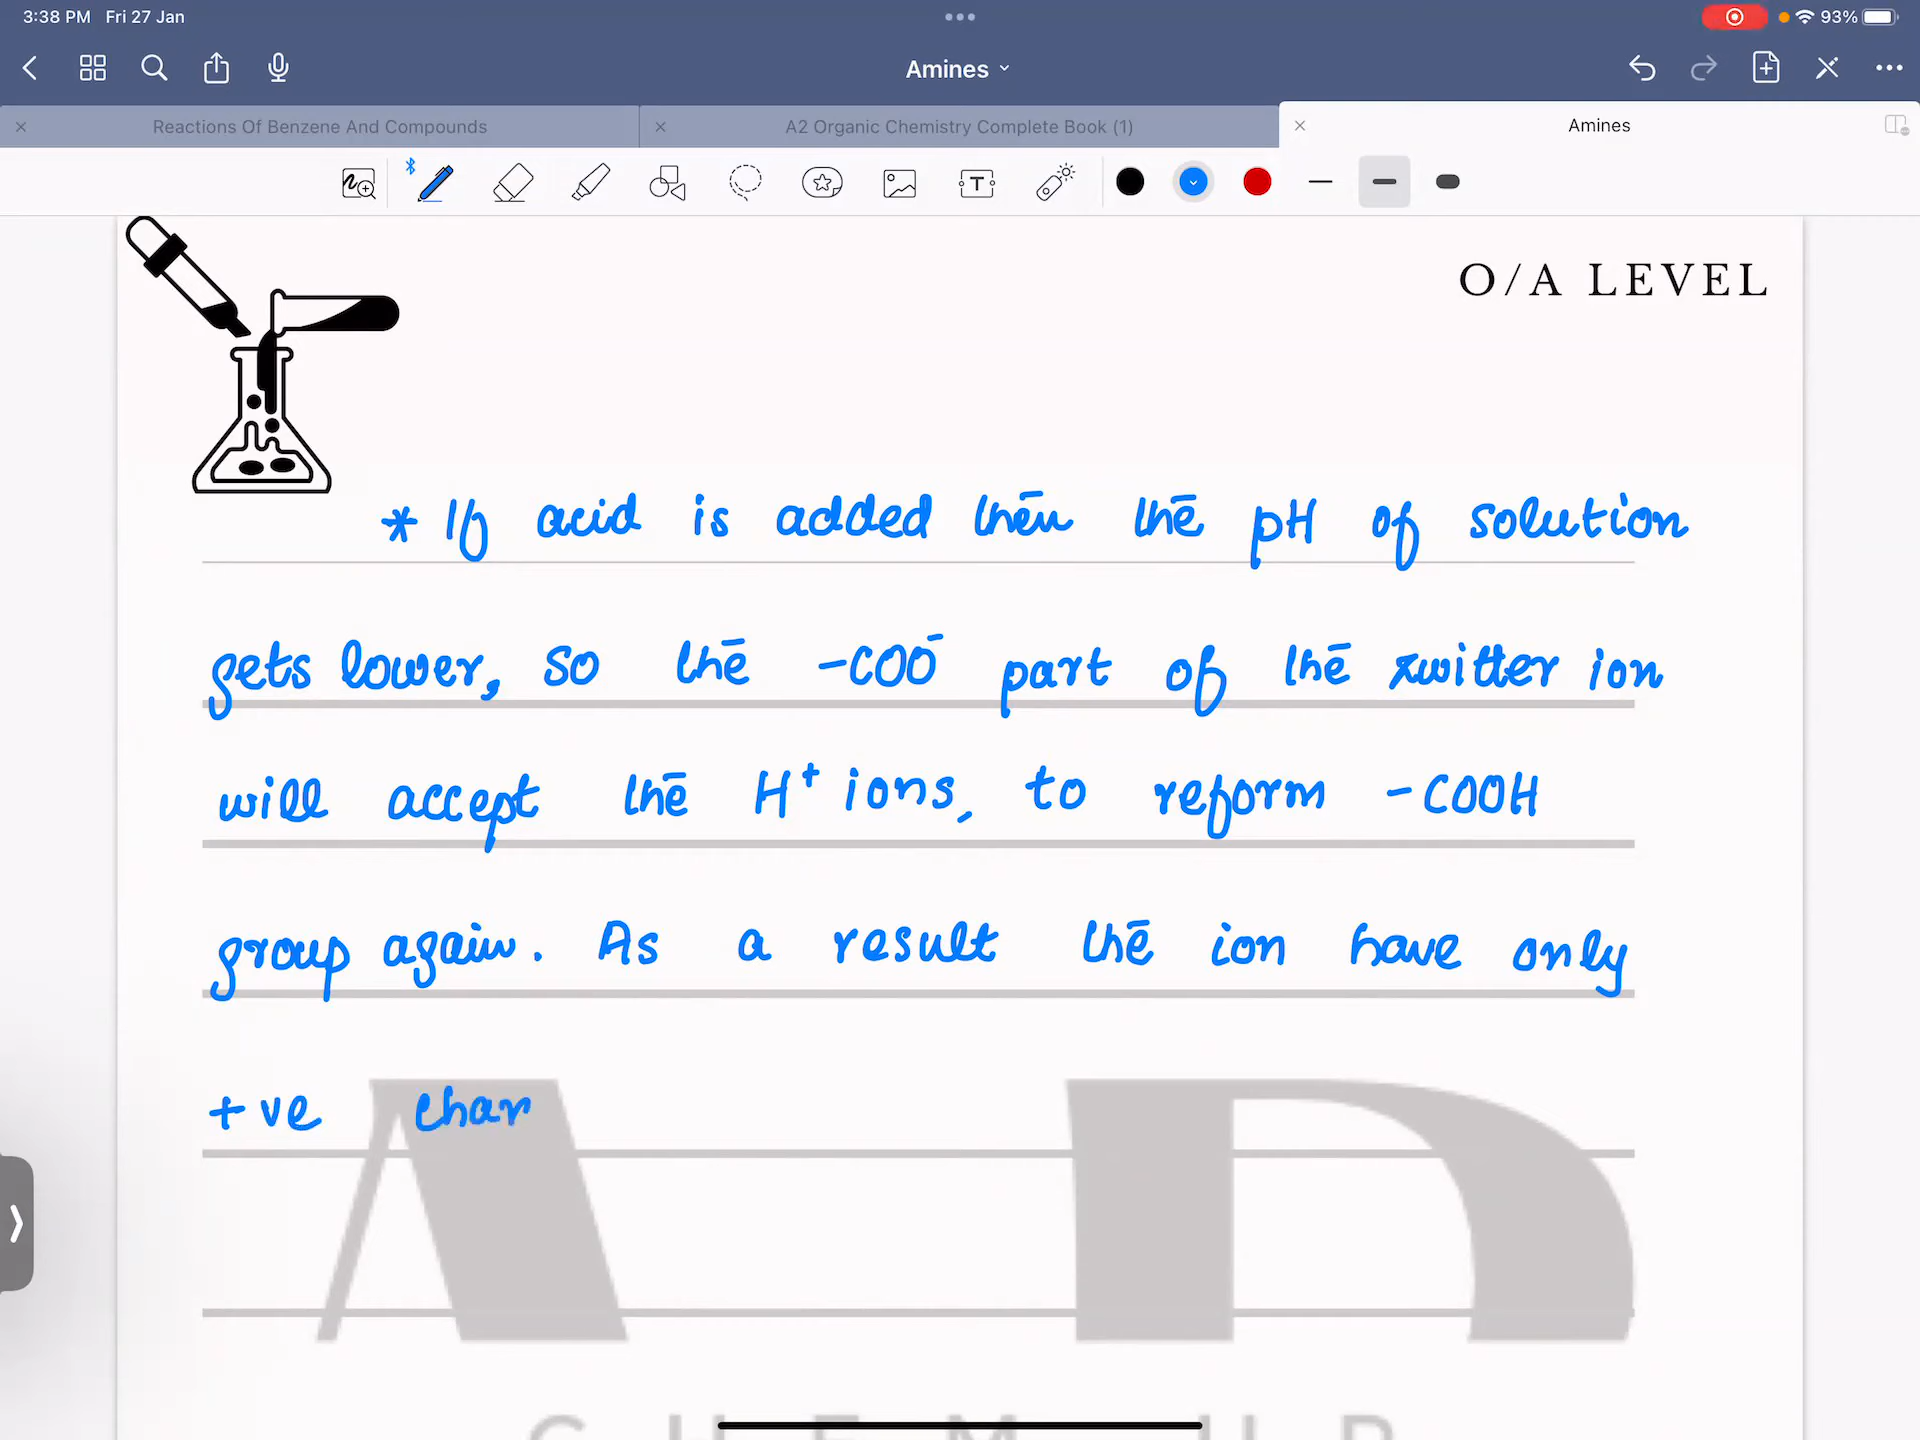 3:38 PM Fri 27 Jan
93%
Amines
Reactions Of Benzene And Compounds
A2 Organic Chemistry Complete Book (1)
Amines
T
O/A LEVEL
* If acid is added then the pH of solution
gets lower, so the -COO⁻ part of the zwitter ion
will accept the H⁺ ions, to reform -COOH
group again. As a result the ion have only
+ve char